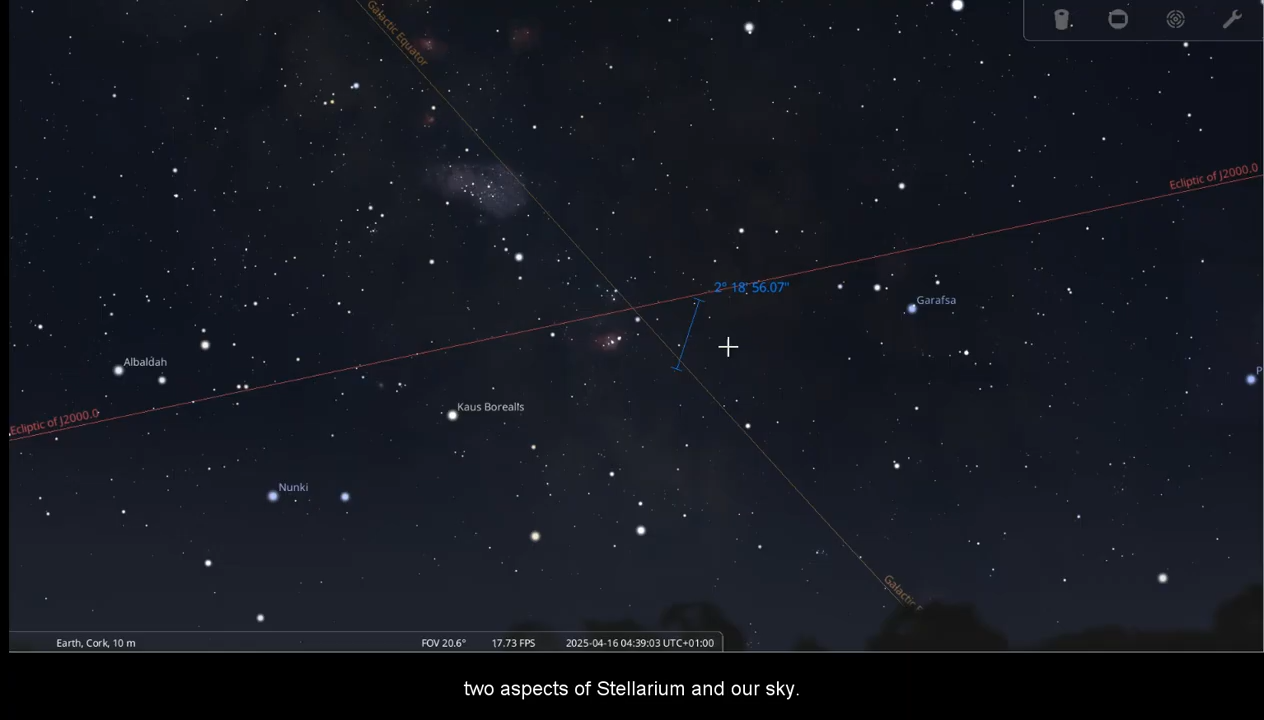 Galactic Equator
Ecliptic of J2000.0
2° 18' 56.07"
Garafsa
Albaldah
P
Kaus Borealis
Ecliptic of J2000.0
Nunki
Galactic
Earth, Cork, 10 m
FOV 20.6°
17.73 FPS
2025-04-16 04:39:03 UTC+01:00
two aspects of Stellarium and our sky.